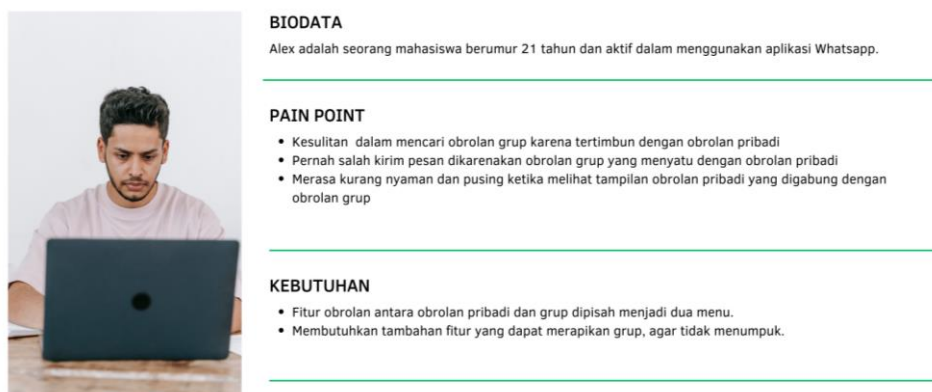 BIODATA
Alex adalah seorang mahasiswa berumur 21 tahun dan aktif dalam menggunakan aplikasi Whatsapp.
PAIN POINT
• Kesulitan dalam mencari obrolan grup karena tertimbun dengan obrolan pribadi
• Pernah salah kirim pesan dikarenakan obrolan grup yang menyatu dengan obrolan pribadi
• Merasa kurang nyaman dan pusing ketika melihat tampilan obrolan pribadi yang digabung dengan
obrolan grup
KEBUTUHAN
• Fitur obrolan antara obrolan pribadi dan grup dipisah menjadi dua menu.
• Membutuhkan tambahan fitur yang dapat merapikan grup, agar tidak menumpuk.